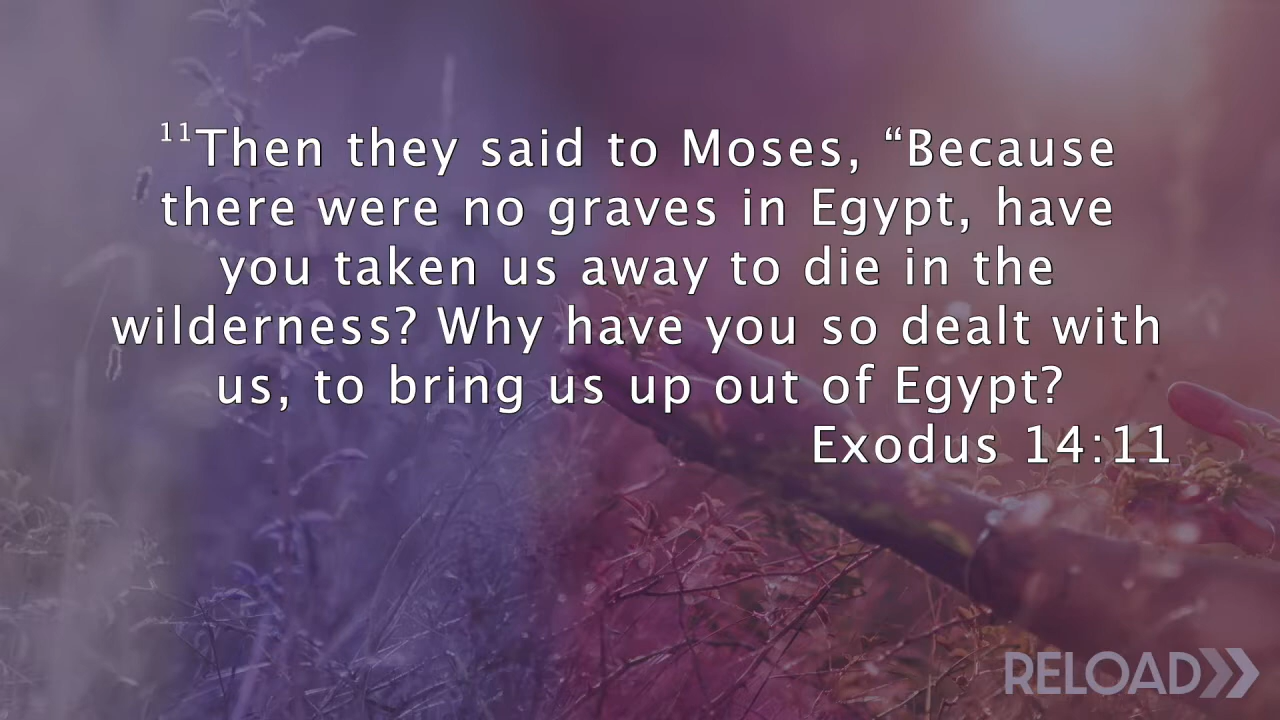 ¹¹Then they said to Moses, “Because
there were no graves in Egypt, have
you taken us away to die in the
wilderness? Why have you so dealt with
us, to bring us up out of Egypt?
Exodus 14:11
RELOAD